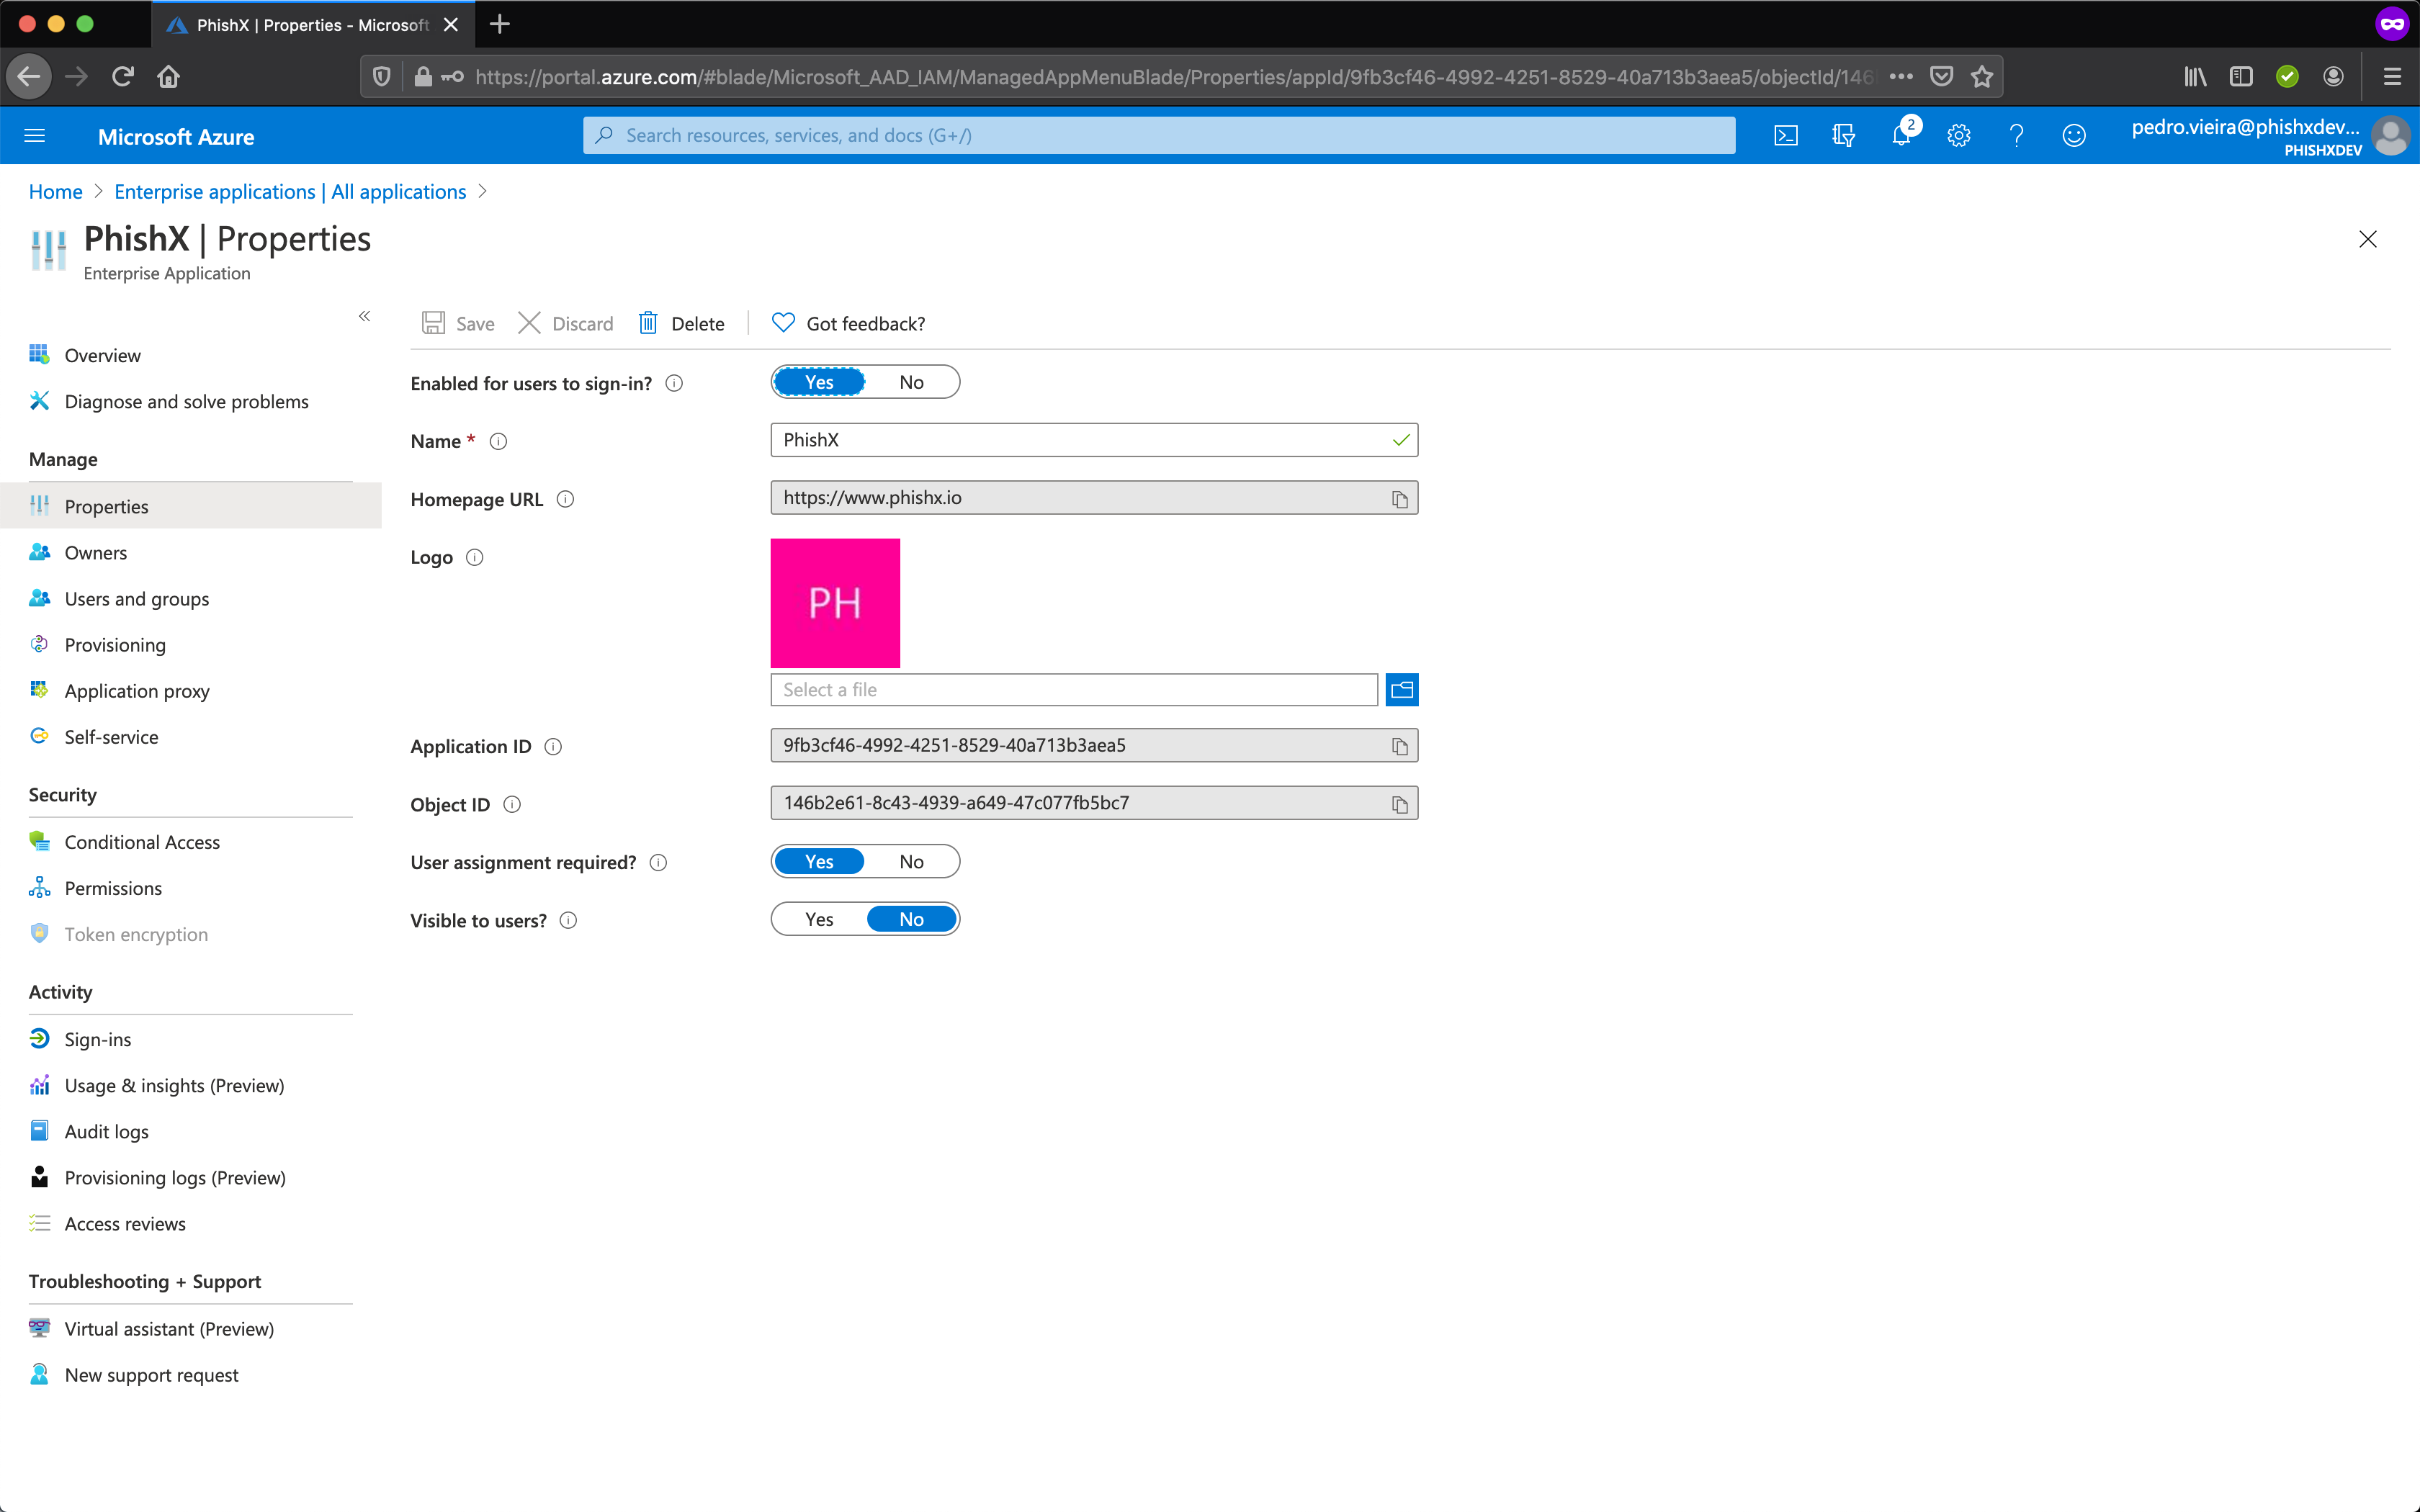 PhishX | Properties - Microsoft
https://portal.azure.com/#blade/Microsoft_AAD_IAM/ManagedAppMenuBlade/Properties/appId/9fb3cf46-4992-4251-8529-40a713b3aea5/objectId/146
Microsoft Azure
Search resources, services, and docs (G+/)
2
pedro.vieira@phishxdev...
PHISHXDEV
Home > Enterprise applications | All applications >
PhishX | Properties
Enterprise Application
Save Discard Delete Got feedback?
Overview
Diagnose and solve problems
Manage
Properties
Owners
Users and groups
Provisioning
Application proxy
Self-service
Security
Conditional Access
Permissions
Token encryption
Activity
Sign-ins
Usage & insights (Preview)
Audit logs
Provisioning logs (Preview)
Access reviews
Troubleshooting + Support
Virtual assistant (Preview)
New support request
Enabled for users to sign-in? Yes No
Name * PhishX
Homepage URL https://www.phishx.io
Logo
PH
Select a file
Application ID 9fb3cf46-4992-4251-8529-40a713b3aea5
Object ID 146b2e61-8c43-4939-a649-47c077fb5bc7
User assignment required? Yes No
Visible to users? Yes No